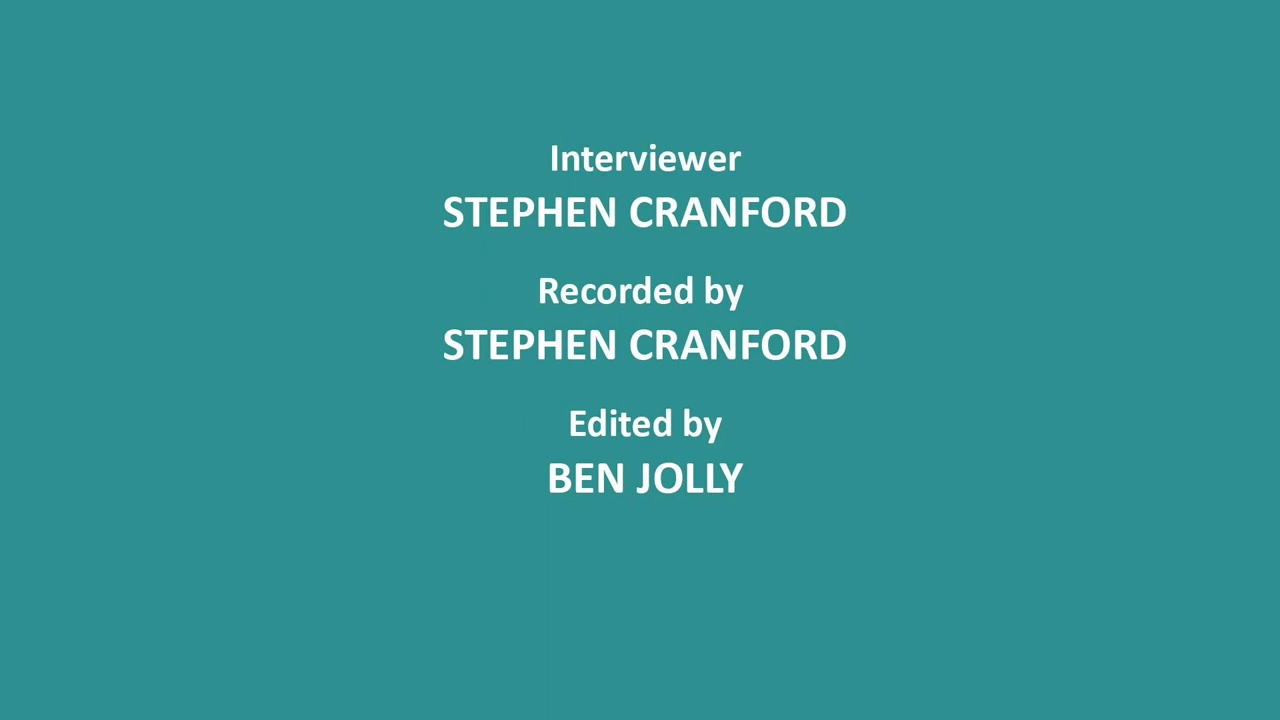 Interviewer
STEPHEN CRANFORD
Recorded by
STEPHEN CRANFORD
Edited by
BEN JOLLY